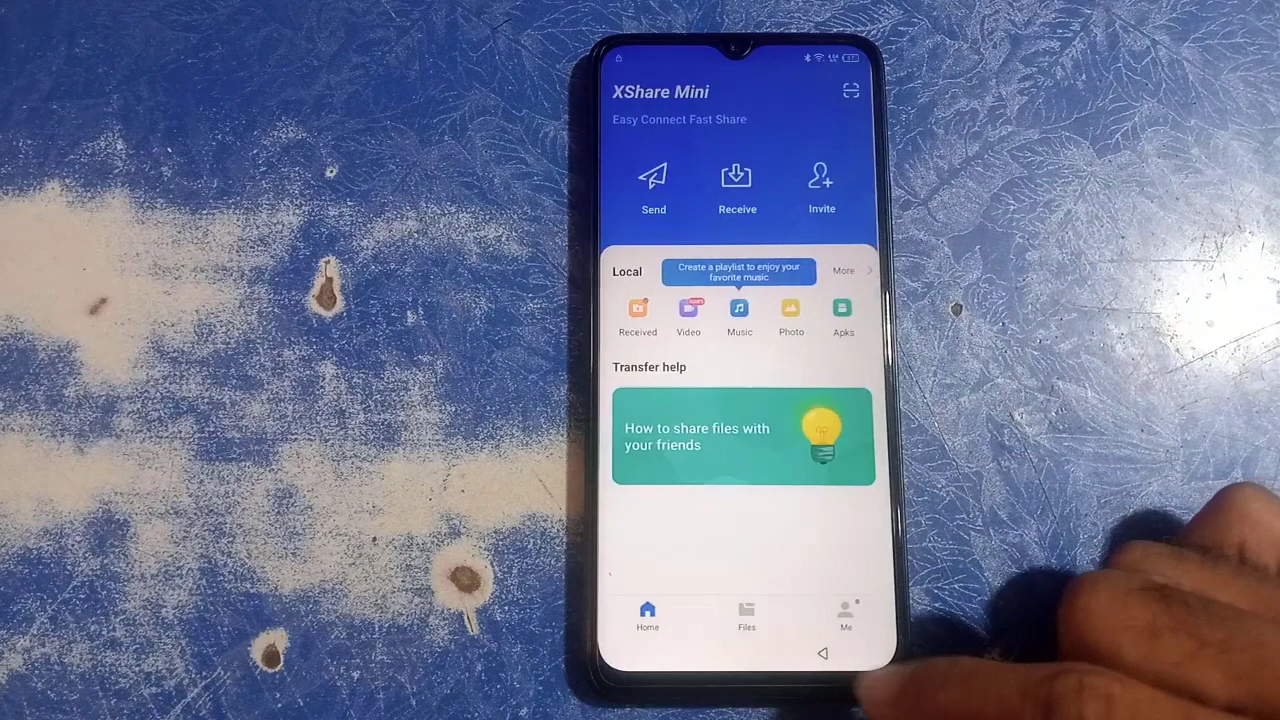 XShare Mini
Easy Connect Fast Share
Send
Receive
Invite
Local
Create a playlist to enjoy your
favorite music
More
Received
Video
Music
Photo
Apks
Transfer help
How to share files with
your friends
Home
Files
Me